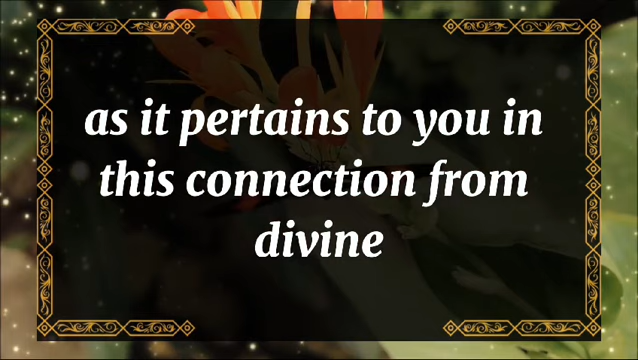 as it pertains to you in
this connection from
divine